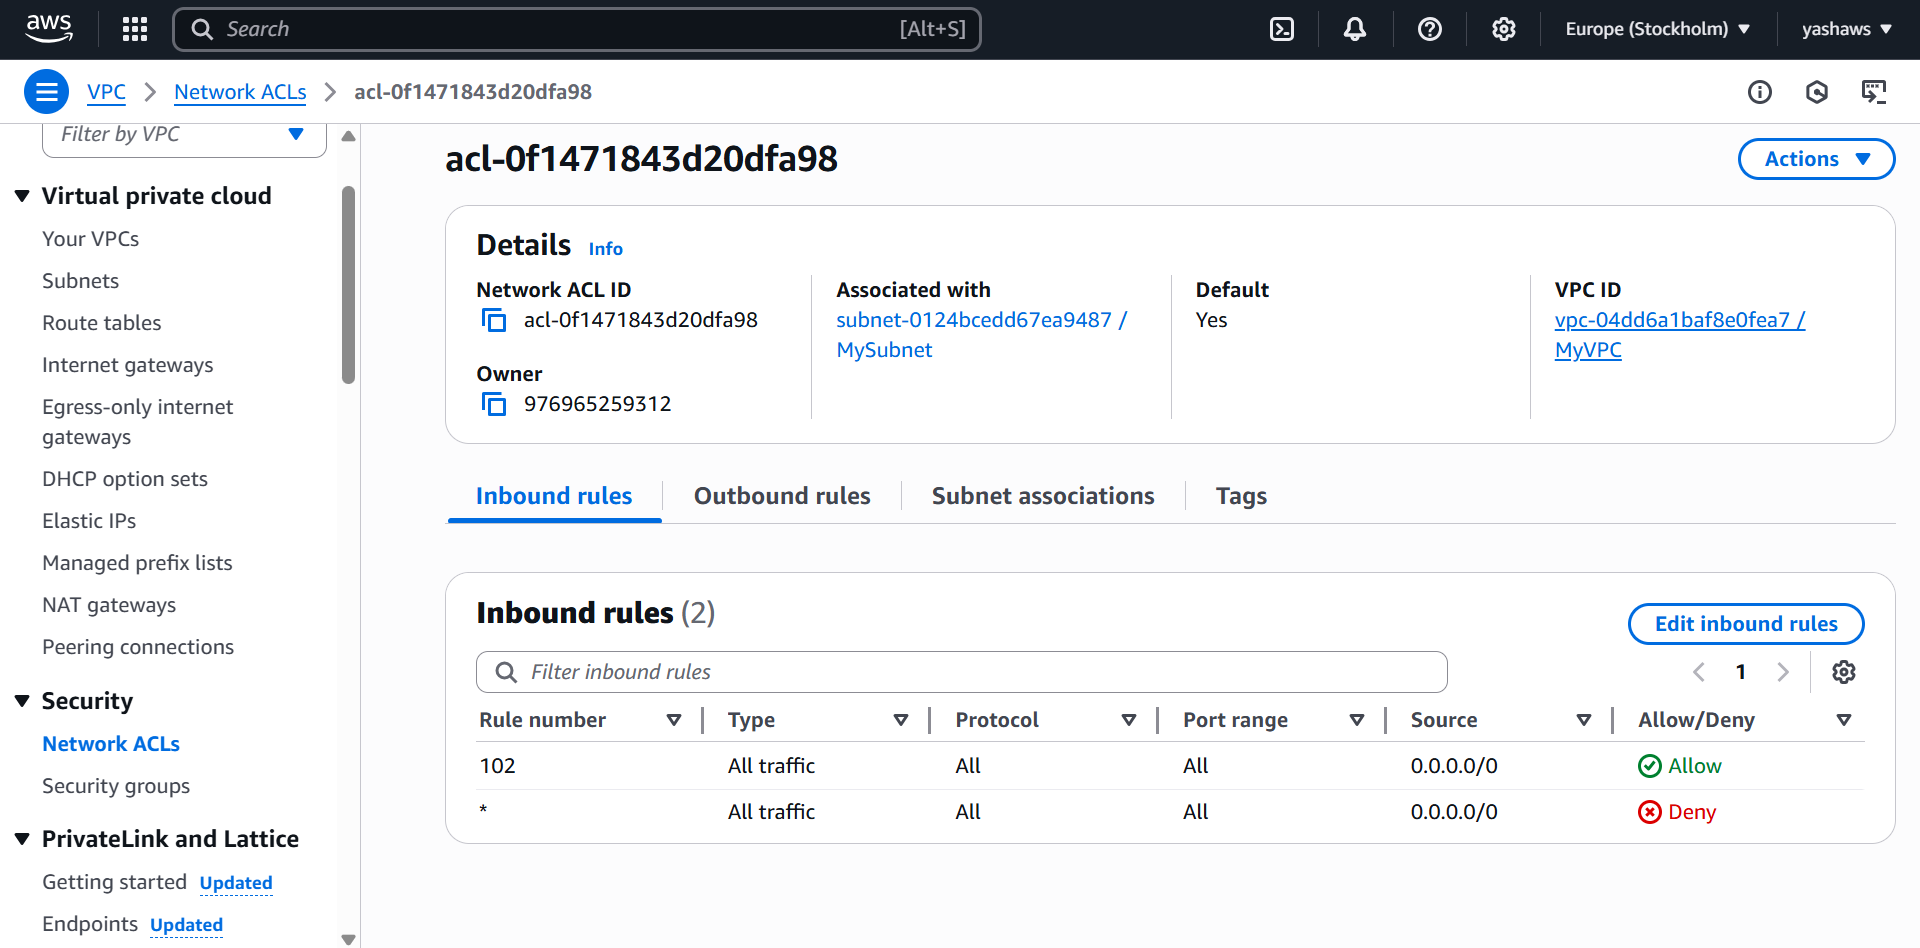 aws
Search [Alt+S]
Europe (Stockholm) yashaws
VPC Network ACLs acl-0f1471843d20dfa98
Filter by VPC
Virtual private cloud
Your VPCs
Subnets
Route tables
Internet gateways
Egress-only internet
gateways
DHCP option sets
Elastic IPs
Managed prefix lists
NAT gateways
Peering connections
Security
Network ACLs
Security groups
PrivateLink and Lattice
Getting started Updated
Endpoints Updated
acl-0f1471843d20dfa98
Actions
Details Info
Network ACL ID
acl-0f1471843d20dfa98
Owner
976965259312
Associated with
subnet-0124bcedd67ea9487 /
MySubnet
Default
Yes
VPC ID
vpc-04dd6a1baf8e0fea7 /
MyVPC
Inbound rules Outbound rules Subnet associations Tags
Inbound rules (2)
Edit inbound rules
Filter inbound rules
1
Rule number Type Protocol Port range Source Allow/Deny
102 All traffic All All 0.0.0.0/0 Allow
* All traffic All All 0.0.0.0/0 Deny